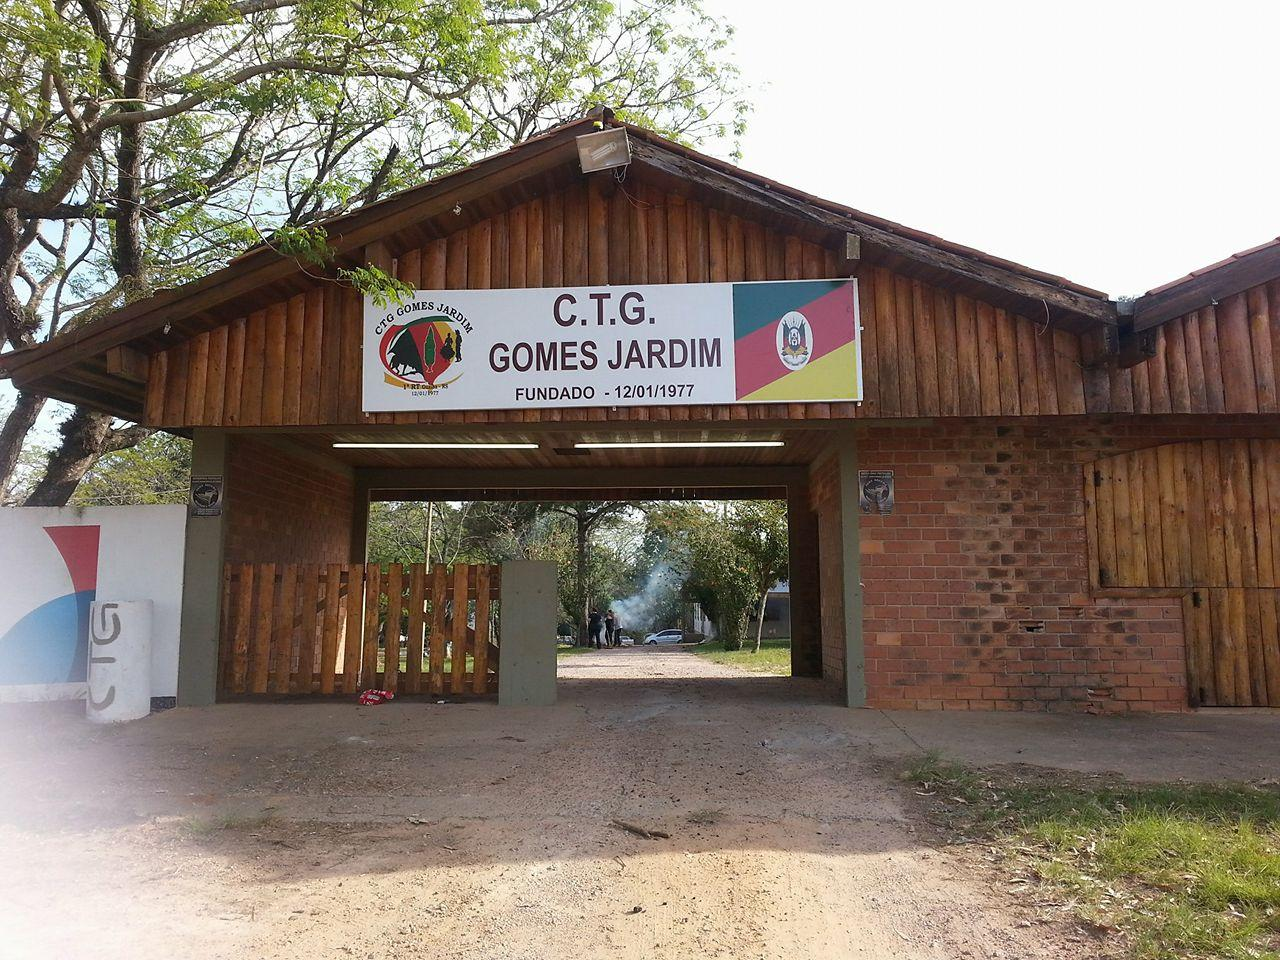 CTG GOMES JARDIM
12/01/1977
C.T.G.
GOMES JARDIM
FUNDADO - 12/01/1977
CTG